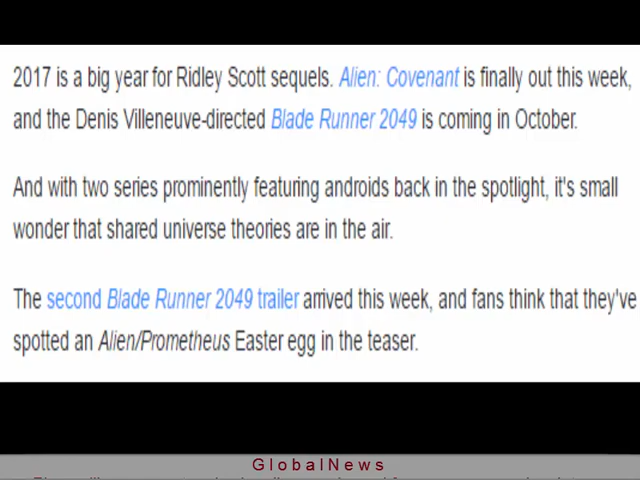 2017 is a big year for Ridley Scott sequels. Alien: Covenant is finally out this week,
and the Denis Villeneuve-directed Blade Runner 2049 is coming in October.
And with two series prominently featuring androids back in the spotlight, it's small
wonder that shared universe theories are in the air.
The second Blade Runner 2049 trailer arrived this week, and fans think that they've
spotted an Alien/Prometheus Easter egg in the teaser.
GlobalNews